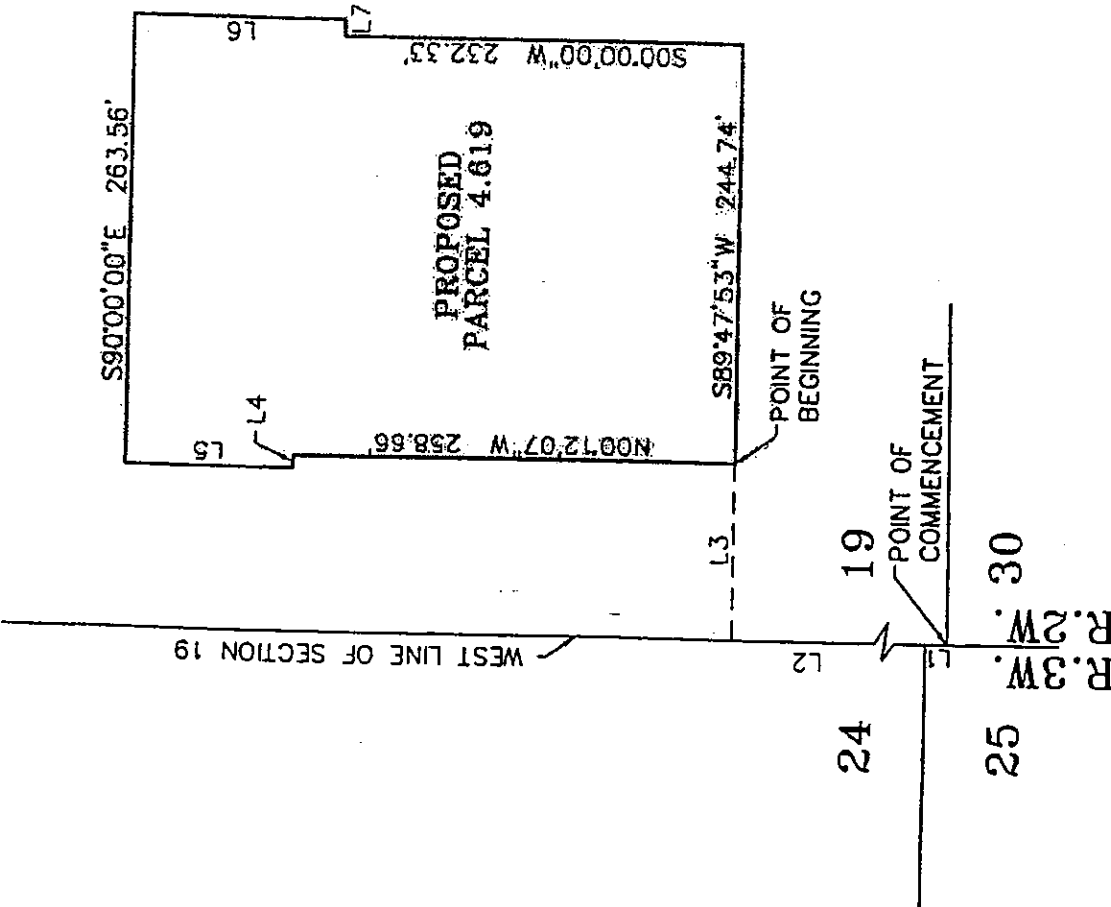 S90°00'00"E 263.56'
L6
L7
L5
L4
N00°12'07"W 258.66'
PROPOSED
PARCEL 4.619
S00°00'00"W 232.33'
S89°47'53"W 244.74'
POINT OF
BEGINNING
L3
WEST LINE OF SECTION 19
L2
19
POINT OF
COMMENCEMENT
L1
24
25
30
R.3W.
R.2W.